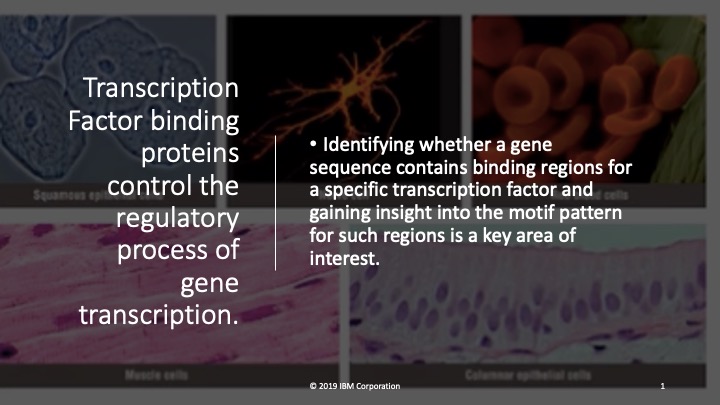 Transcription
Factor binding
proteins
control the
regulatory
process of
gene
transcription.
• Identifying whether a gene
sequence contains binding regions for
a specific transcription factor and
gaining insight into the motif pattern
for such regions is a key area of
interest.
Squamous epithelial cells
cells
Muscle cells
Columnar epithelial cells
© 2019 IBM Corporation
1